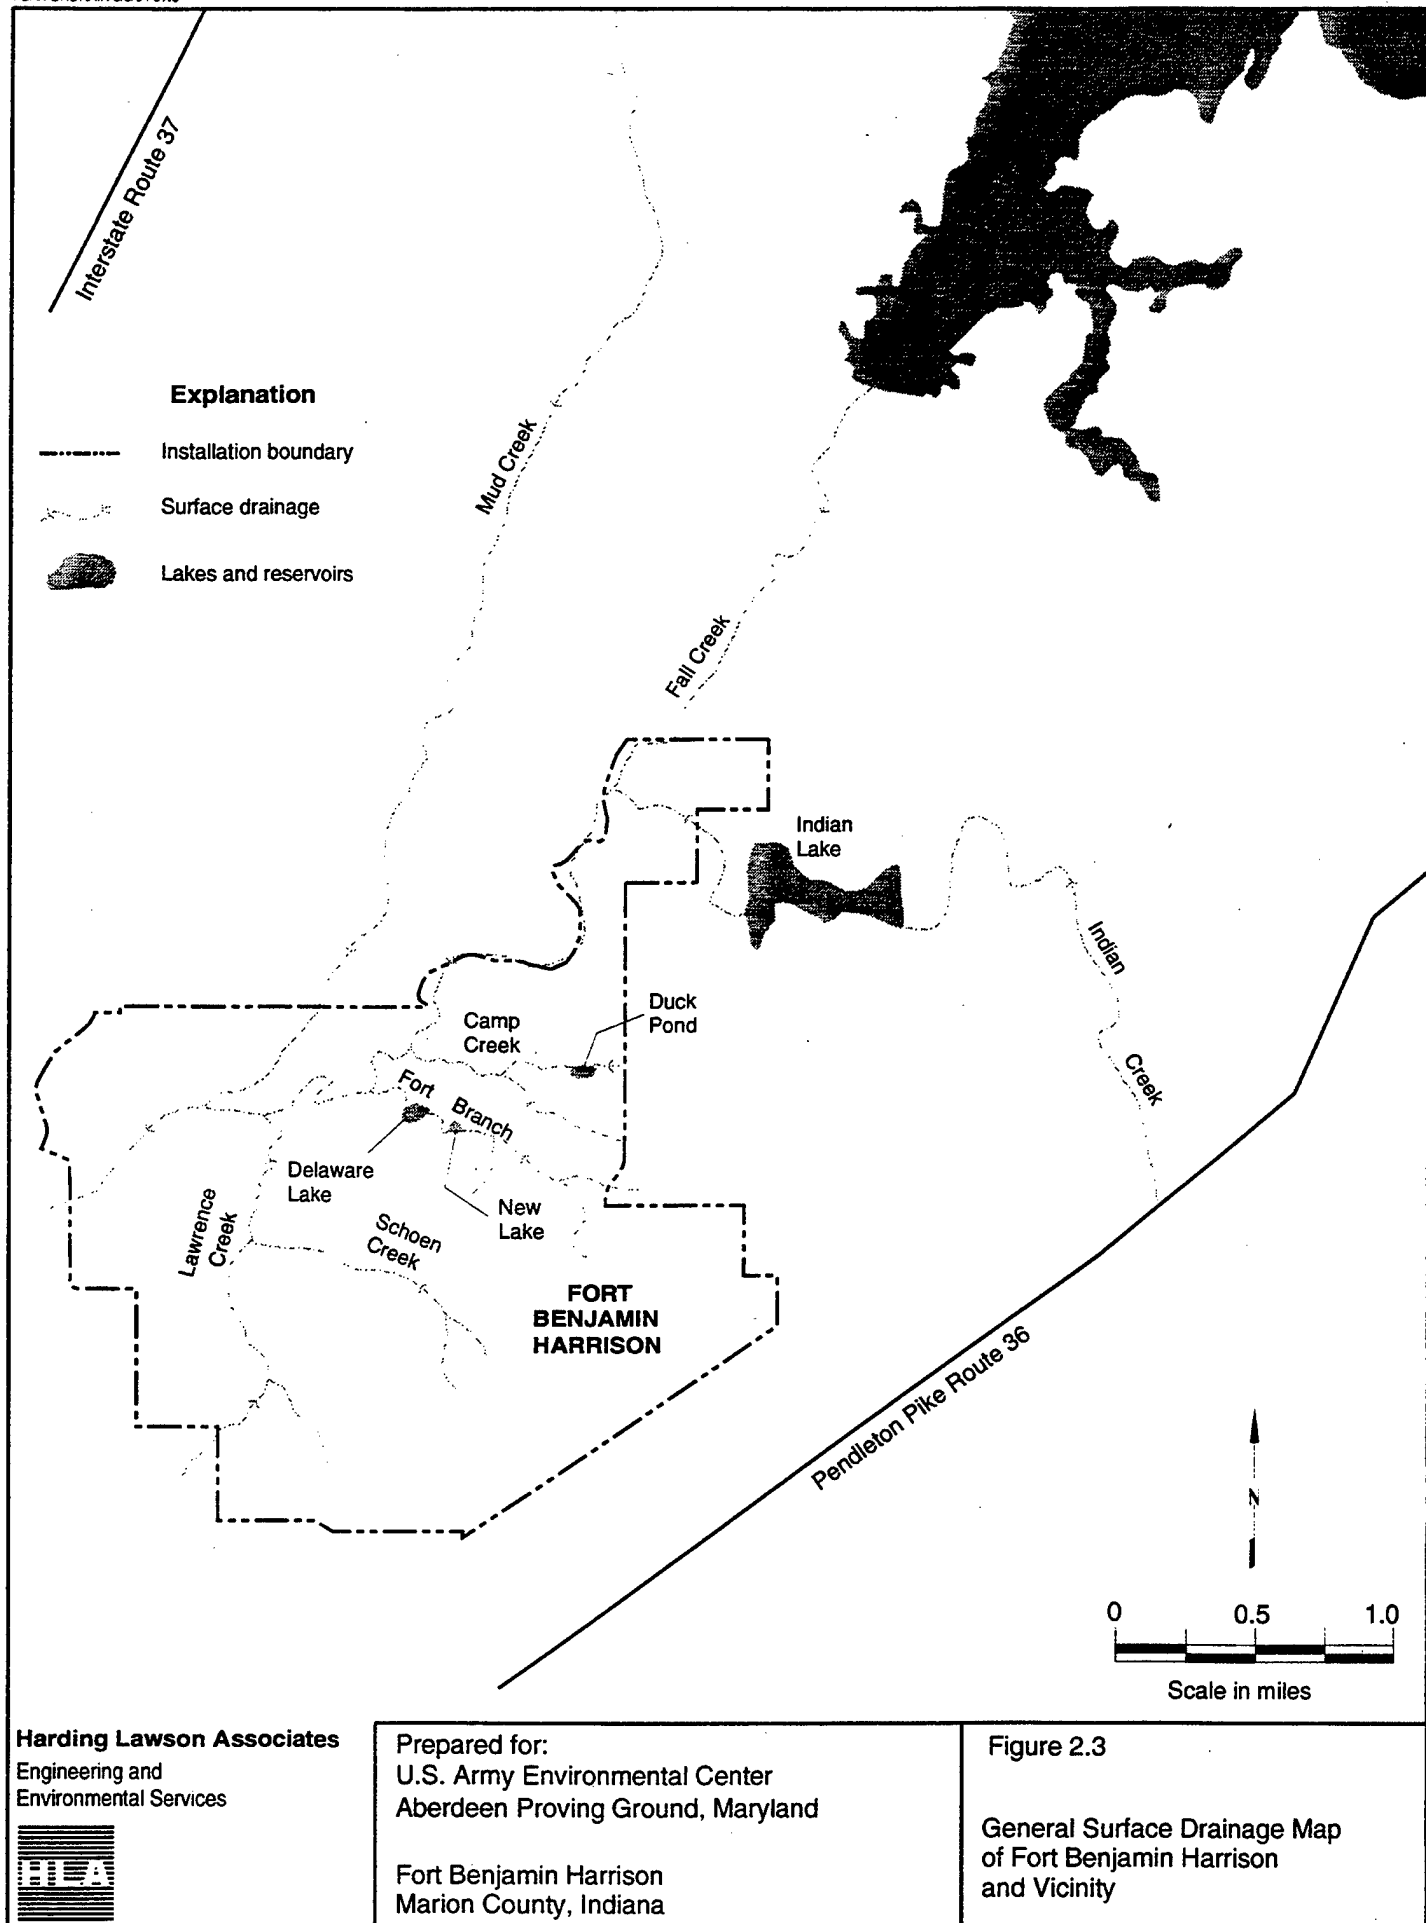 Interstate Route 37
Explanation
Installation boundary
Surface drainage
Lakes and reservoirs
Mud Creek
Fall Creek
Indian
Lake
Indian
Creek
Duck
Pond
Camp
Creek
Fort Branch
Delaware
Lake
New
Lake
Lawrence
Creek
Schoen
Creek
FORT
BENJAMIN
HARRISON
Pendleton Pike Route 36
N
0 0.5 1.0
Scale in miles
Harding Lawson Associates
Engineering and
Environmental Services
HLA
Prepared for:
U.S. Army Environmental Center
Aberdeen Proving Ground, Maryland
Fort Benjamin Harrison
Marion County, Indiana
Figure 2.3
General Surface Drainage Map
of Fort Benjamin Harrison
and Vicinity